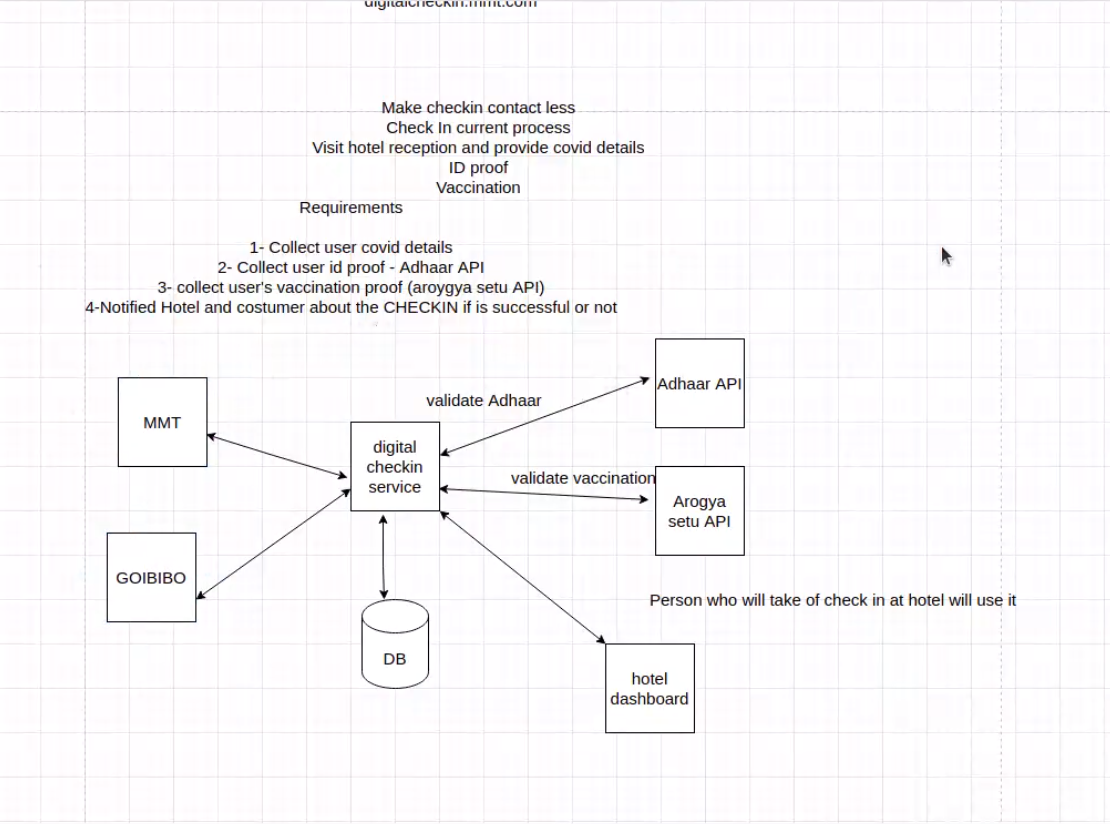 digitalcheckin.mmt.com
Make checkin contact less
Check In current process
Visit hotel reception and provide covid details
ID proof
Vaccination
Requirements
1- Collect user covid details
2- Collect user id proof - Adhaar API
3- collect user's vaccination proof (aroygya setu API)
4-Notified Hotel and costumer about the CHECKIN if is successful or not
MMT
validate Adhaar
Adhaar API
digital
checkin
service
validate vaccination
Arogya
setu API
GOIBIBO
Person who will take of check in at hotel will use it
DB
hotel
dashboard